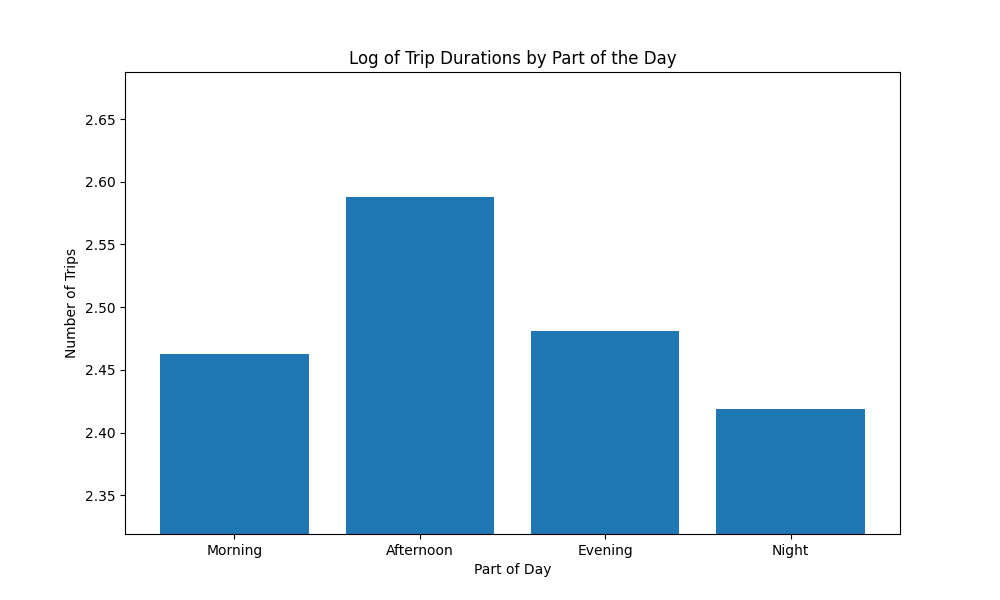 Log of Trip Durations by Part of the Day
2.65
2.60
2.55
2.50
2.45
2.40
2.35
Number of Trips
Morning
Afternoon
Evening
Night
Part of Day